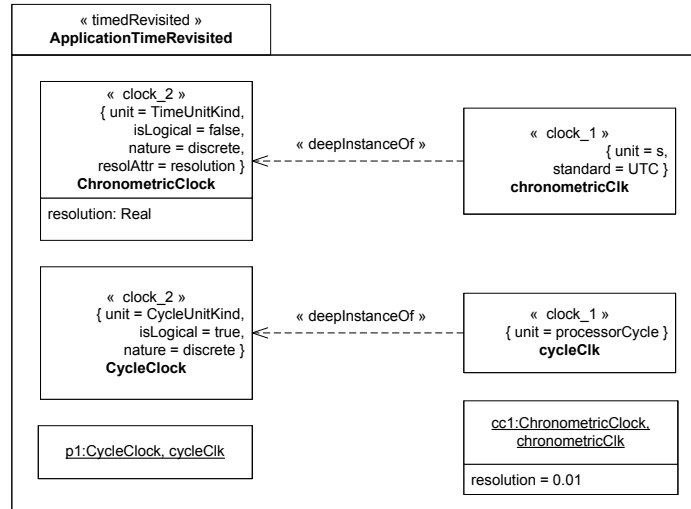 « timedRevisited »
ApplicationTimeRevisited
« clock_2 »
{ unit = TimeUnitKind,
isLogical = false,
nature = discrete,
resolAttr = resolution }
ChronometricClock
resolution: Real
« deepInstanceOf »
« clock_1 »
{ unit = s,
standard = UTC }
chronometricClk
« clock_2 »
{ unit = CycleUnitKind,
isLogical = true,
nature = discrete }
CycleClock
« deepInstanceOf »
« clock_1 »
{ unit = processorCycle }
cycleClk
p1:CycleClock, cycleClk
cc1:ChronometricClock,
chronometricClk
resolution = 0.01